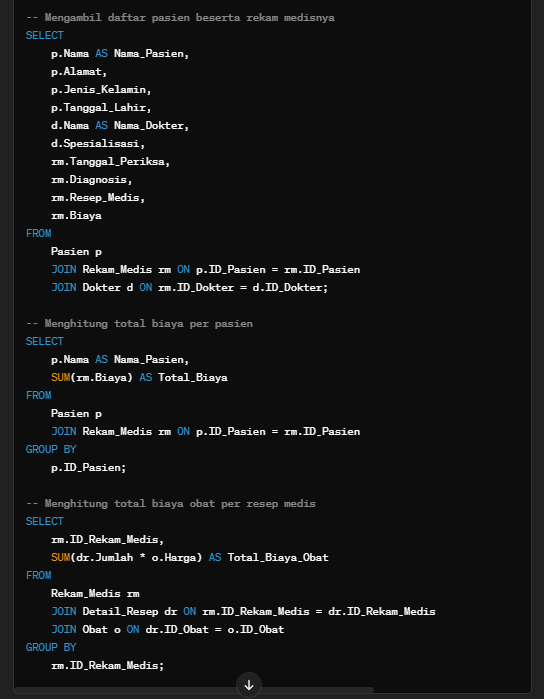 -- Mengambil daftar pasien beserta rekam medisnya
SELECT
p.Nama AS Nama_Pasien,
p.Alamat,
p.Jenis_Kelamin,
p.Tanggal_Lahir,
d.Nama AS Nama_Dokter,
d.Spesialisasi,
rm.Tanggal_Periksa,
rm.Diagnosis,
rm.Resep_Medis,
rm.Biaya
FROM
Pasien p
JOIN Rekam_Medis rm ON p.ID_Pasien = rm.ID_Pasien
JOIN Dokter d ON rm.ID_Dokter = d.ID_Dokter;
-- Menghitung total biaya per pasien
SELECT
p.Nama AS Nama_Pasien,
SUM(rm.Biaya) AS Total_Biaya
FROM
Pasien p
JOIN Rekam_Medis rm ON p.ID_Pasien = rm.ID_Pasien
GROUP BY
p.ID_Pasien;
-- Menghitung total biaya obat per resep medis
SELECT
rm.ID_Rekam_Medis,
SUM(dr.Jumlah * o.Harga) AS Total_Biaya_Obat
FROM
Rekam_Medis rm
JOIN Detail_Resep dr ON rm.ID_Rekam_Medis = dr.ID_Rekam_Medis
JOIN Obat o ON dr.ID_Obat = o.ID_Obat
GROUP BY
rm.ID_Rekam_Medis;